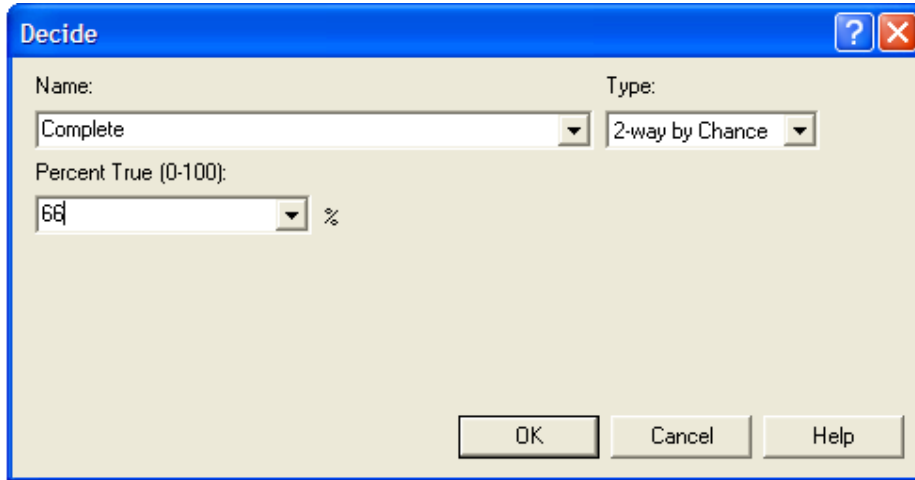 Decide
Name: Type:
Complete 2-way by Chance
Percent True (0-100):
66 %
OK Cancel Help